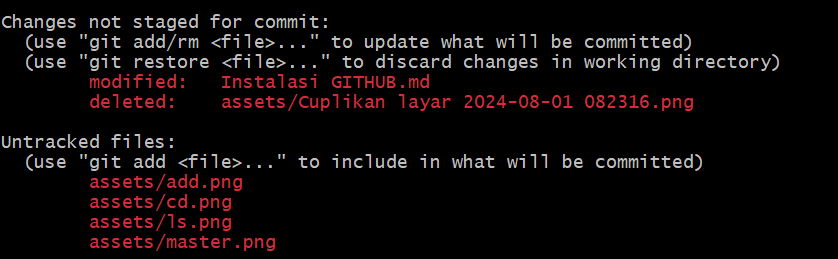 Changes not staged for commit:
  (use "git add/rm <file>..." to update what will be committed)
  (use "git restore <file>..." to discard changes in working directory)
        modified:   Instalasi GITHUB.md
        deleted:    assets/Cuplikan layar 2024-08-01 082316.png

Untracked files:
  (use "git add <file>..." to include in what will be committed)
        assets/add.png
        assets/cd.png
        assets/ls.png
        assets/master.png